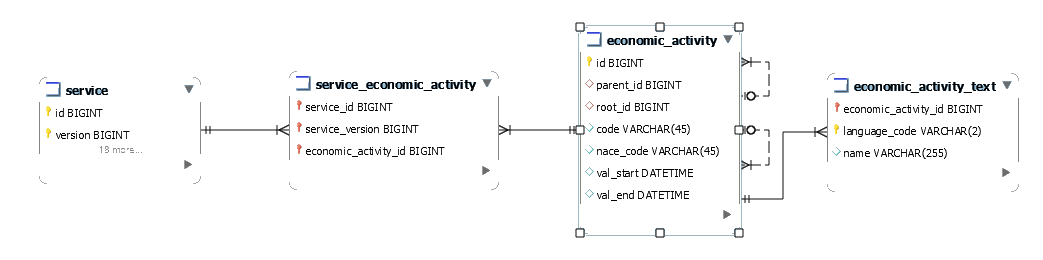 service
id BIGINT
version BIGINT
18 more...
service_economic_activity
service_id BIGINT
service_version BIGINT
economic_activity_id BIGINT
economic_activity
id BIGINT
parent_id BIGINT
root_id BIGINT
code VARCHAR(45)
nace_code VARCHAR(45)
val_start DATETIME
val_end DATETIME
economic_activity_text
economic_activity_id BIGINT
language_code VARCHAR(2)
name VARCHAR(255)